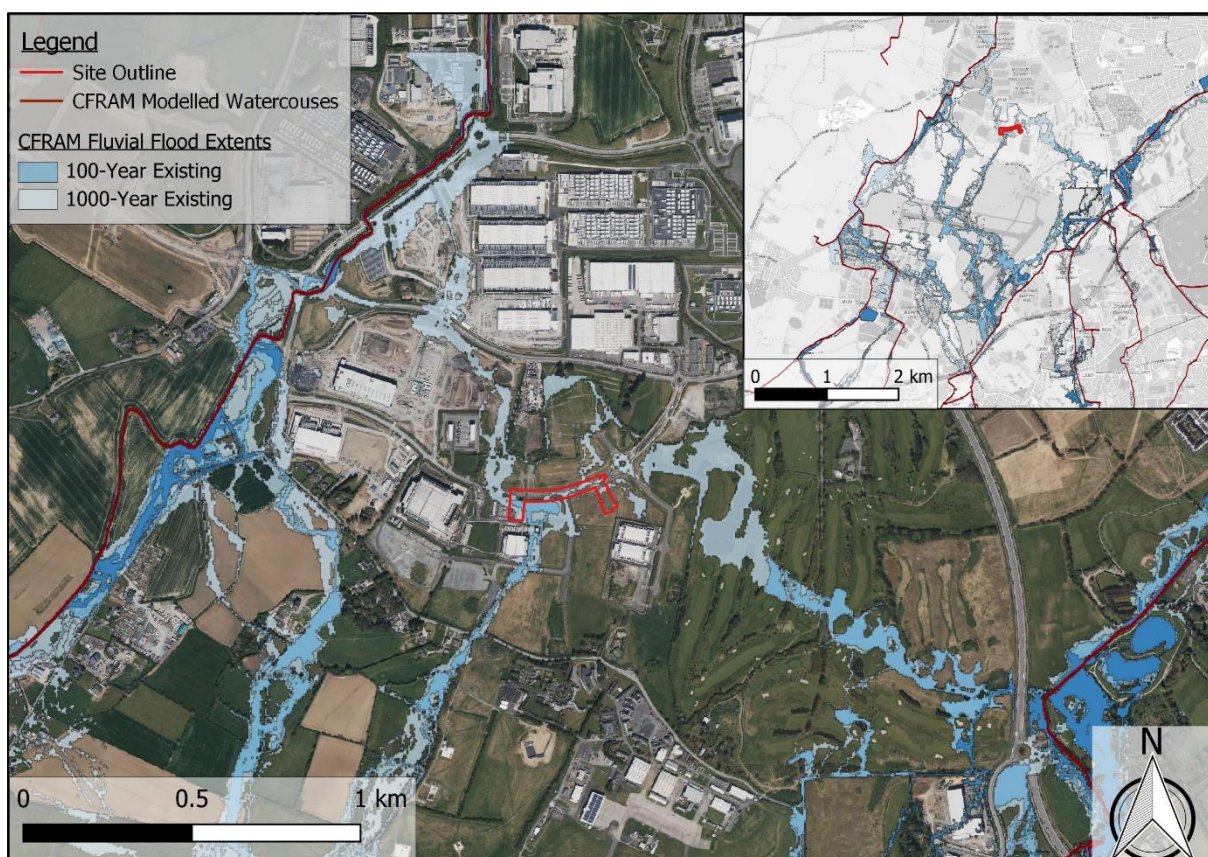 Legend
Site Outline
CFRAM Modelled Watercouses
CFRAM Fluvial Flood Extents
100-Year Existing
1000-Year Existing
0 1 2 km
0 0.5 1 km
N